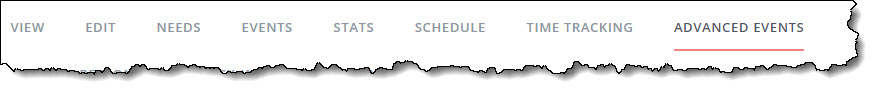 VIEW EDIT NEEDS EVENTS STATS SCHEDULE TIME TRACKING ADVANCED EVENTS